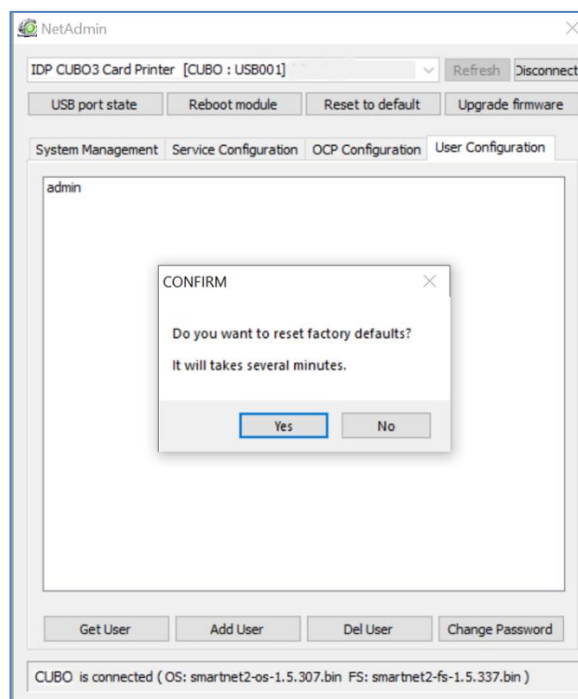 NetAdmin
IDP CUBO3 Card Printer [CUBO : USB001] Refresh Disconnect
USB port state Reboot module Reset to default Upgrade firmware
System Management Service Configuration OCP Configuration User Configuration
admin
CONFIRM
Do you want to reset factory defaults?
It will takes several minutes.
Yes No
Get User Add User Del User Change Password
CUBO is connected ( OS: smartnet2-os-1.5.307.bin FS: smartnet2-fs-1.5.337.bin )